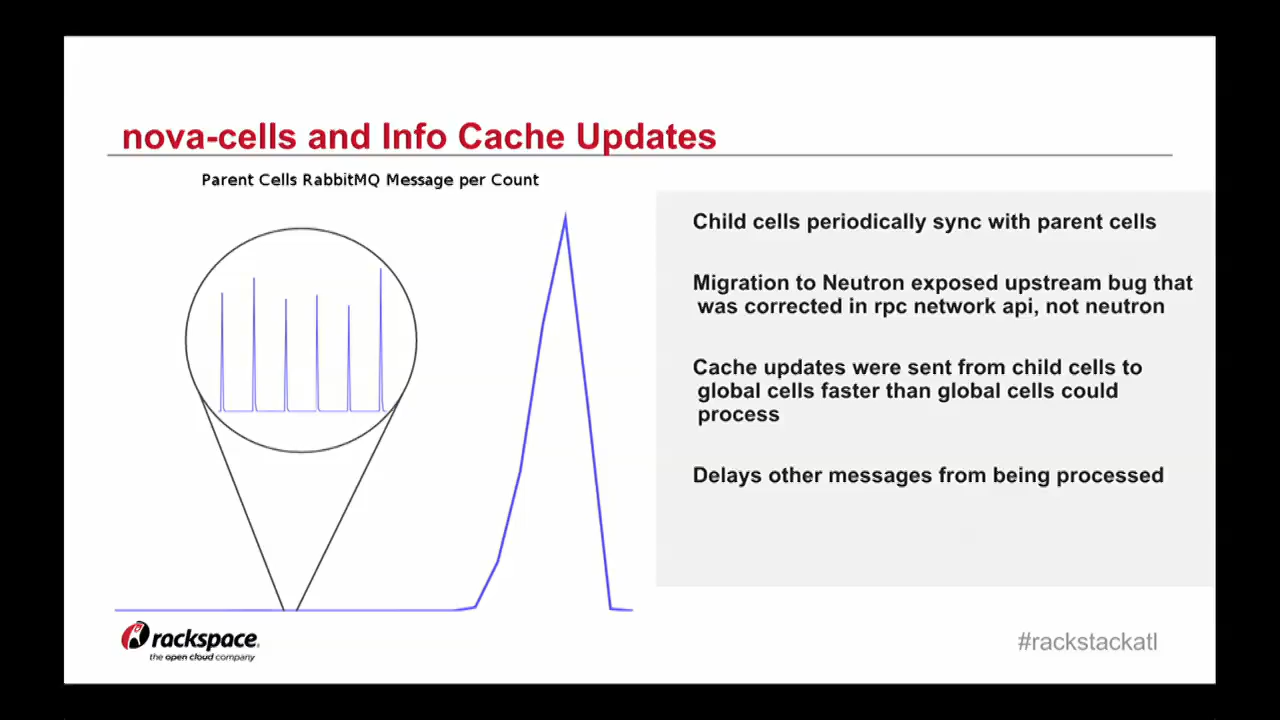 nova-cells and Info Cache Updates
Parent Cells RabbitMQ Message per Count
Child cells periodically sync with parent cells
Migration to Neutron exposed upstream bug that
was corrected in rpc network api, not neutron
Cache updates were sent from child cells to
global cells faster than global cells could
process
Delays other messages from being processed
rackspace
the open cloud company
#rackstackatl